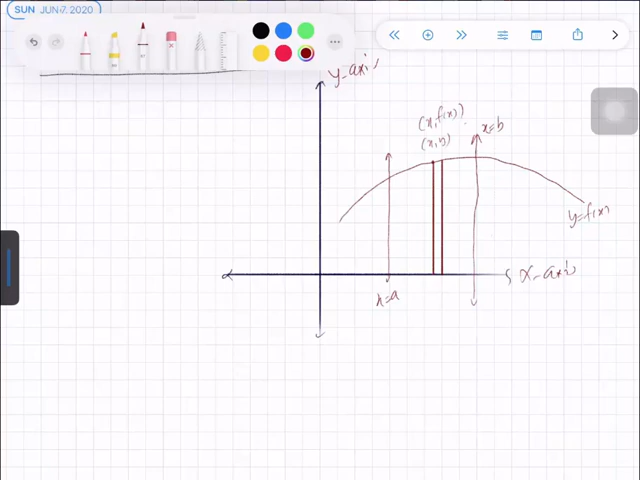 SUN JUN 7, 2020
y-axis
(x, f(x))
(x, y)
x=b
y=f(x)
x-axis
x=a